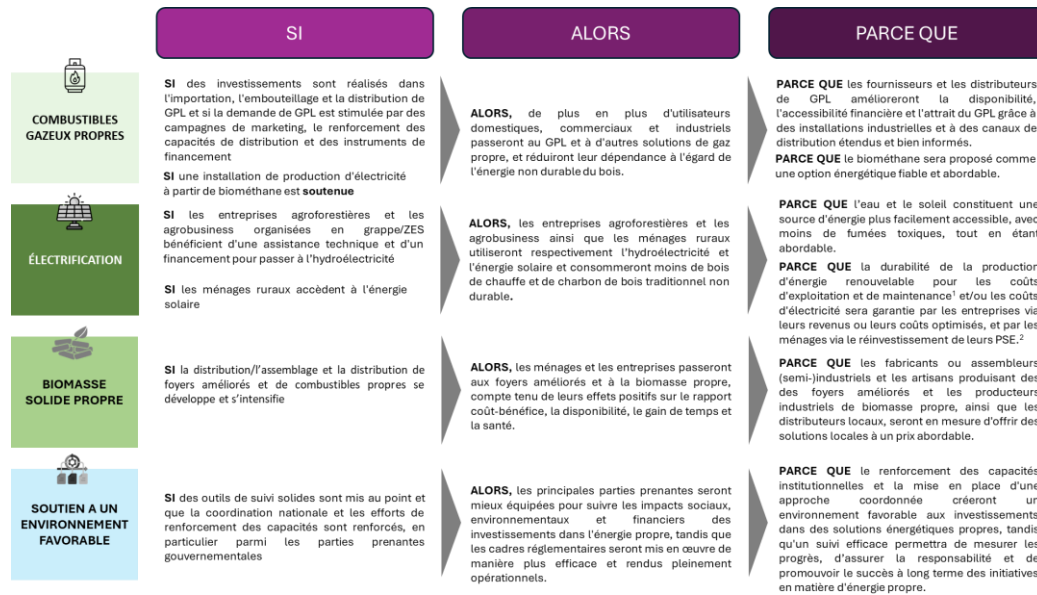 SI
ALORS
PARCE QUE
COMBUSTIBLES
GAZEUX PROPRES
SI des investissements sont réalisés dans
l'importation, l'embouteillage et la distribution de
GPL et si la demande de GPL est stimulée par des
campagnes de marketing, le renforcement des
capacités de distribution et des instruments de
financement
SI une installation de production d'électricité
à partir de biométhane est soutenue
ALORS, de plus en plus d'utilisateurs
domestiques, commerciaux et industriels
passeront au GPL et à d'autres solutions de gaz
propre, et réduiront leur dépendance à l'égard de
l'énergie non durable du bois.
PARCE QUE les fournisseurs et les distributeurs
de GPL amélioreront la disponibilité,
l'accessibilité financière et l'attrait du GPL grâce à
des installations industrielles et à des canaux de
distribution étendus et bien informés.
PARCE QUE le biométhane sera proposé comme
une option énergétique fiable et abordable.
ÉLECTRIFICATION
SI les entreprises agroforestières et les
agrobusiness organisées en grappe/ZES
bénéficient d'une assistance technique et d'un
financement pour passer à l'hydroélectricité
SI les ménages ruraux accèdent à l'énergie
solaire
ALORS, les entreprises agroforestières et les
agrobusiness ainsi que les ménages ruraux
utiliseront respectivement l'hydroélectricité et
l'énergie solaire et consommeront moins de bois
de chauffe et de charbon de bois traditionnel non
durable.
PARCE QUE l'eau et le soleil constituent une
source d'énergie plus facilement accessible, avec
moins de fumées toxiques, tout en étant
abordable.
PARCE QUE la durabilité de la production
d'énergie renouvelable pour les coûts
d'exploitation et de maintenance¹ et/ou les coûts
d'électricité sera garantie par les entreprises via
leurs revenus ou leurs coûts optimisés, et par les
ménages via le réinvestissement de leurs PSE.²
BIOMASSE
SOLIDE PROPRE
SI la distribution/l'assemblage et la distribution de
foyers améliorés et de combustibles propres se
développe et s'intensifie
ALORS, les ménages et les entreprises passeront
aux foyers améliorés et à la biomasse propre,
compte tenu de leurs effets positifs sur le rapport
coût-bénéfice, la disponibilité, le gain de temps et
la santé.
PARCE QUE les fabricants ou assembleurs
(semi-)industriels et les artisans produisant des
des foyers améliorés et les producteurs
industriels de biomasse propre, ainsi que les
distributeurs locaux, seront en mesure d'offrir des
solutions locales à un prix abordable.
SOUTIEN A UN
ENVIRONNEMENT
FAVORABLE
SI des outils de suivi solides sont mis au point et
que la coordination nationale et les efforts de
renforcement des capacités sont renforcés, en
particulier parmi les parties prenantes
gouvernementales
ALORS, les principales parties prenantes seront
mieux équipées pour suivre les impacts sociaux,
environnementaux et financiers des
investissements dans l'énergie propre, tandis que
les cadres réglementaires seront mis en œuvre de
manière plus efficace et rendus pleinement
opérationnels.
PARCE QUE le renforcement des capacités
institutionnelles et la mise en place d'une
approche coordonnée créeront un
environnement favorable aux investissements
dans des solutions énergétiques propres, tandis
qu'un suivi efficace permettra de mesurer les
progrès, d'assurer la responsabilité et de
promouvoir le succès à long terme des initiatives
en matière d'énergie propre.